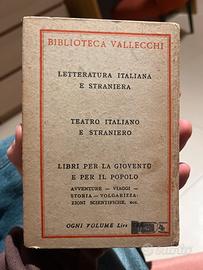 BIBLIOTECA VALLECCHI
LETTERATURA ITALIANA
E STRANIERA
TEATRO ITALIANO
E STRANIERO
LIBRI PER LA GIOVENTÙ
E PER IL POPOLO
AVVENTURE - VIAGGI -
STORIA - VOLGARIZZA-
ZIONI SCIENTIFICHE, ecc.
OGNI VOLUME Lire
subito